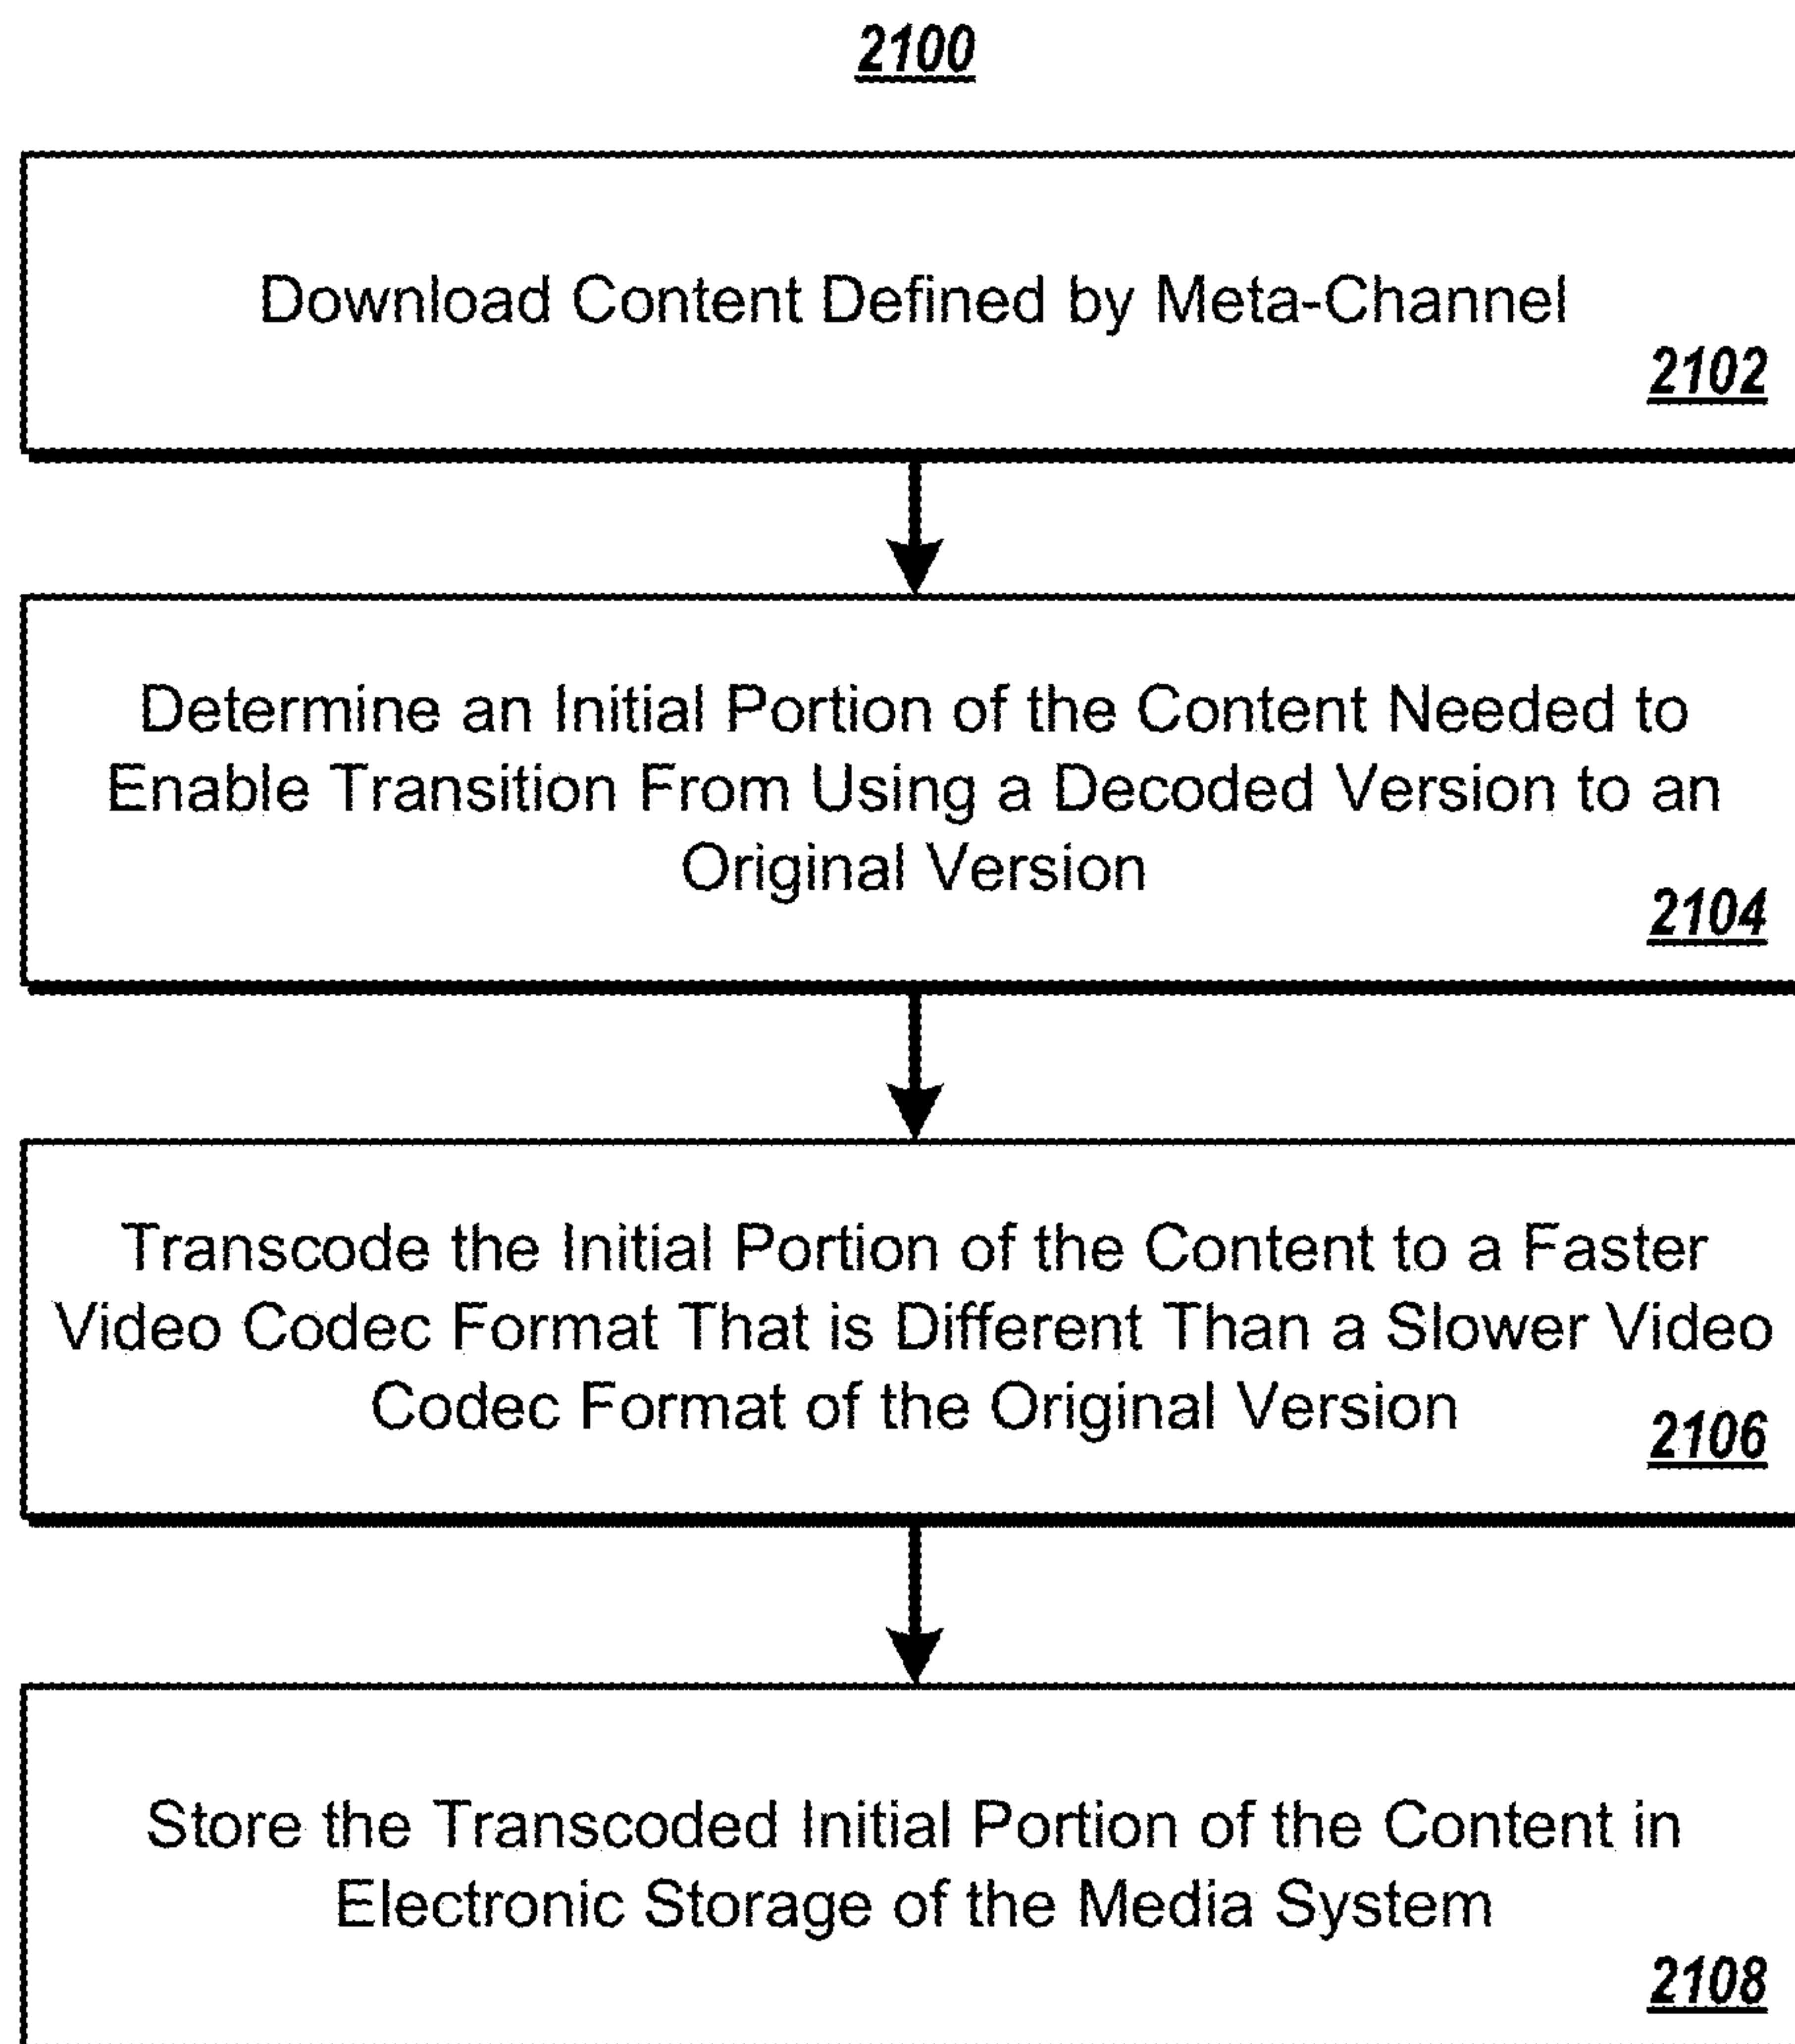 2100
Download Content Defined by Meta-Channel
2102
Determine an Initial Portion of the Content Needed to
Enable Transition From Using a Decoded Version to an
Original Version
2104
Transcode the Initial Portion of the Content to a Faster
Video Codec Format That is Different Than a Slower Video
Codec Format of the Original Version
2106
Store the Transcoded Initial Portion of the Content in
Electronic Storage of the Media System
2108